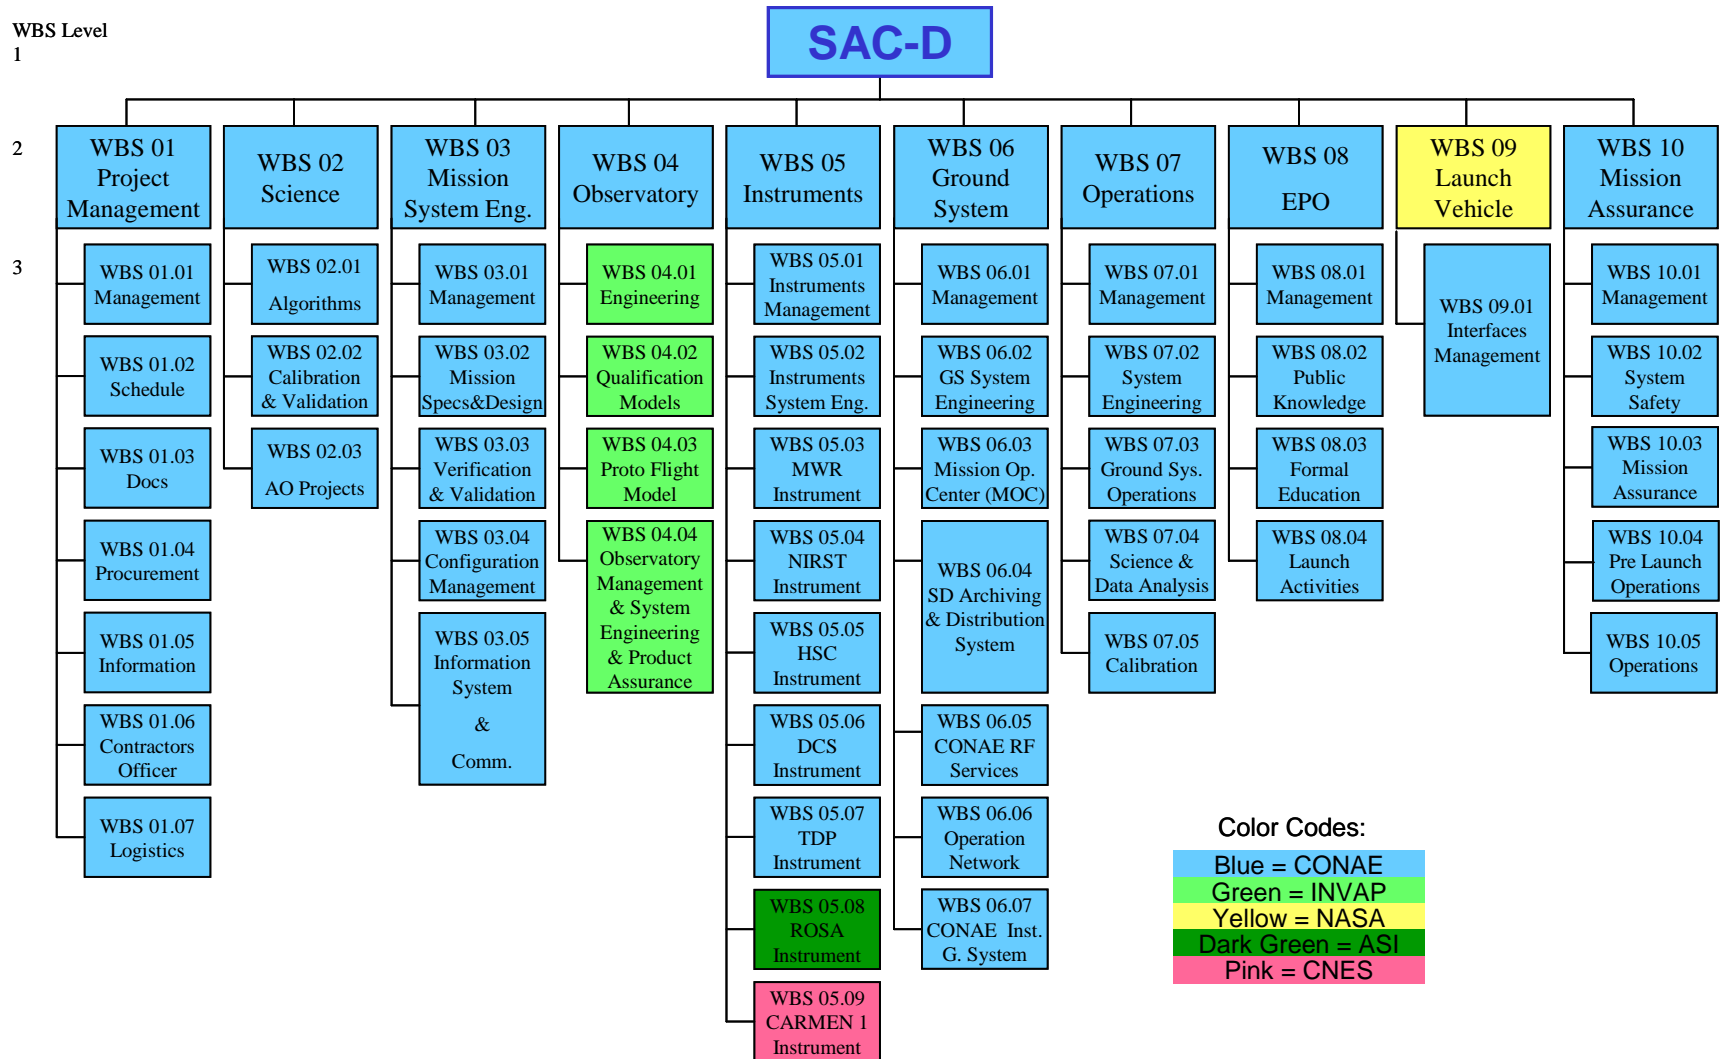 WBS Level
1
SAC-D
2
WBS 01
Project
Management
WBS 02
Science
WBS 03
Mission
System Eng.
WBS 04
Observatory
WBS 05
Instruments
WBS 06
Ground
System
WBS 07
Operations
WBS 08
EPO
WBS 09
Launch
Vehicle
WBS 10
Mission
Assurance
3
WBS 01.01
Management
WBS 01.02
Schedule
WBS 01.03
Docs
WBS 01.04
Procurement
WBS 01.05
Information
WBS 01.06
Contractors
Officer
WBS 01.07
Logistics
WBS 02.01
Algorithms
WBS 02.02
Calibration
& Validation
WBS 02.03
AO Projects
WBS 03.01
Management
WBS 03.02
Mission
Specs&Design
WBS 03.03
Verification
& Validation
WBS 03.04
Configuration
Management
WBS 03.05
Information
System
&
Comm.
WBS 04.01
Engineering
WBS 04.02
Qualification
Models
WBS 04.03
Proto Flight
Model
WBS 04.04
Observatory
Management
& System
Engineering
& Product
Assurance
WBS 05.01
Instruments
Management
WBS 05.02
Instruments
System Eng.
WBS 05.03
MWR
Instrument
WBS 05.04
NIRST
Instrument
WBS 05.05
HSC
Instrument
WBS 05.06
DCS
Instrument
WBS 05.07
TDP
Instrument
WBS 05.08
ROSA
Instrument
WBS 05.09
CARMEN 1
Instrument
WBS 06.01
Management
WBS 06.02
GS System
Engineering
WBS 06.03
Mission Op.
Center (MOC)
WBS 06.04
SD Archiving
& Distribution
System
WBS 06.05
CONAE RF
Services
WBS 06.06
Operation
Network
WBS 06.07
CONAE Inst.
G. System
WBS 07.01
Management
WBS 07.02
System
Engineering
WBS 07.03
Ground Sys.
Operations
WBS 07.04
Science &
Data Analysis
WBS 07.05
Calibration
WBS 08.01
Management
WBS 08.02
Public
Knowledge
WBS 08.03
Formal
Education
WBS 08.04
Launch
Activities
WBS 09.01
Interfaces
Management
WBS 10.01
Management
WBS 10.02
System
Safety
WBS 10.03
Mission
Assurance
WBS 10.04
Pre Launch
Operations
WBS 10.05
Operations
Color Codes:
Blue = CONAE
Green = INVAP
Yellow = NASA
Dark Green = ASI
Pink = CNES